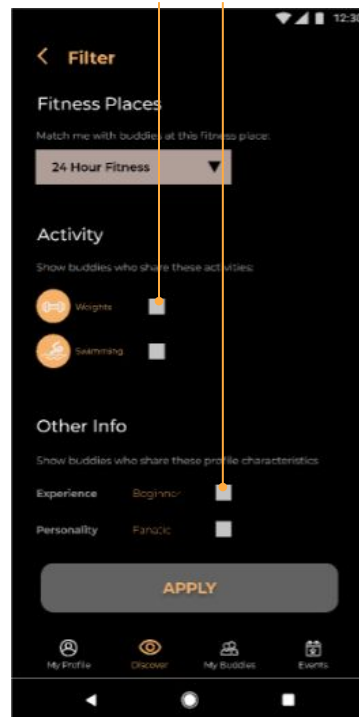 12:30
Filter
Fitness Places
Match me with buddies at this fitness place:
24 Hour Fitness
Activity
Show buddies who share these activities:
Weights
Swimming
Other Info
Show buddies who share these profile characteristics
Experience Beginner
Personality Fanatic
APPLY
My Profile Discover My Buddies Events